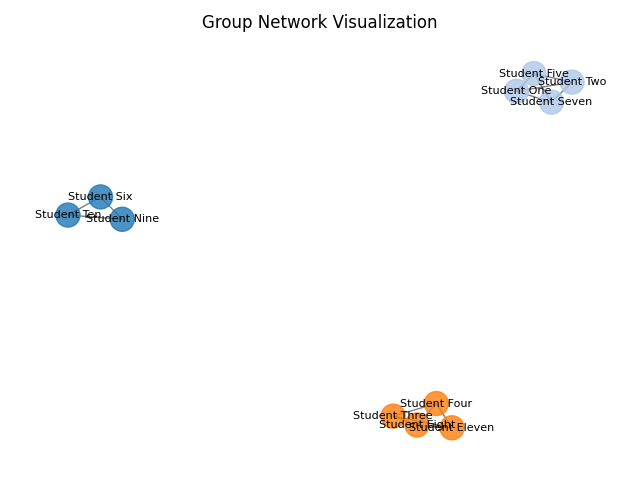 Group Network Visualization
Student Five
Student Two
Student One
Student Seven
Student Six
Student Ten
Student Nine
Student Four
Student Three
Student Eight
Student Eleven